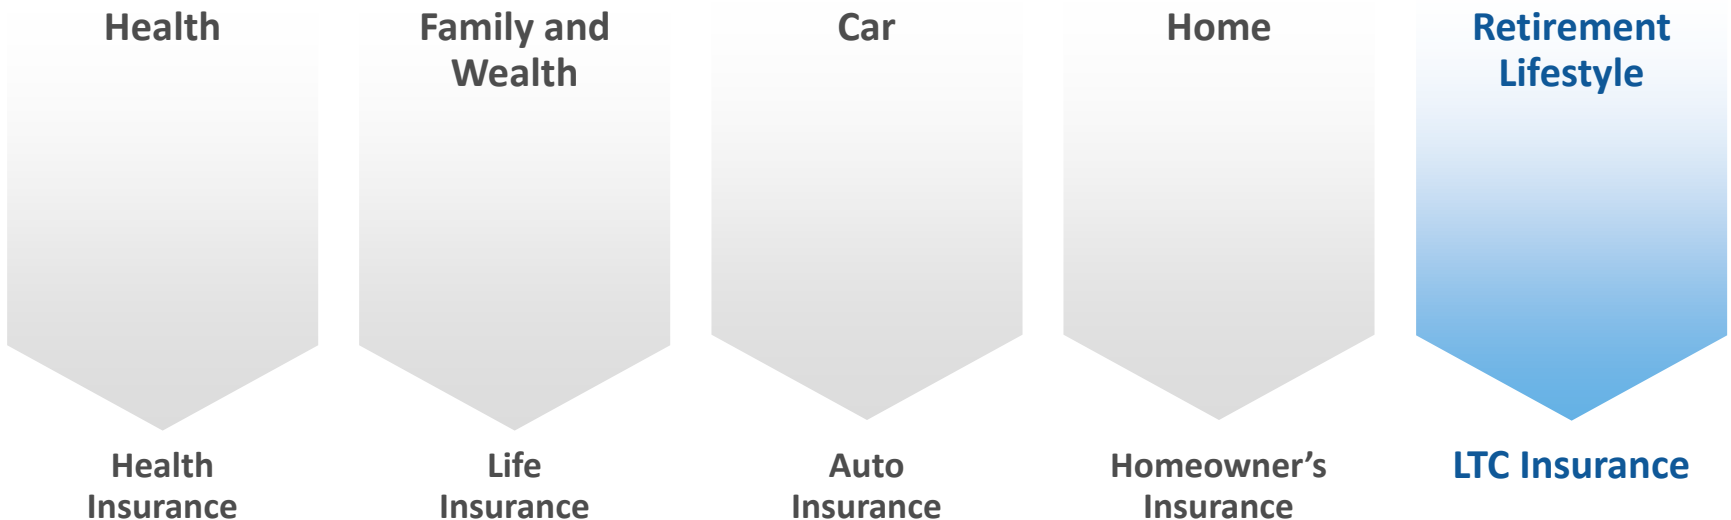 Health
Family and
Wealth
Car
Home
Retirement
Lifestyle
Health
Insurance
Life
Insurance
Auto
Insurance
Homeowner’s
Insurance
LTC Insurance